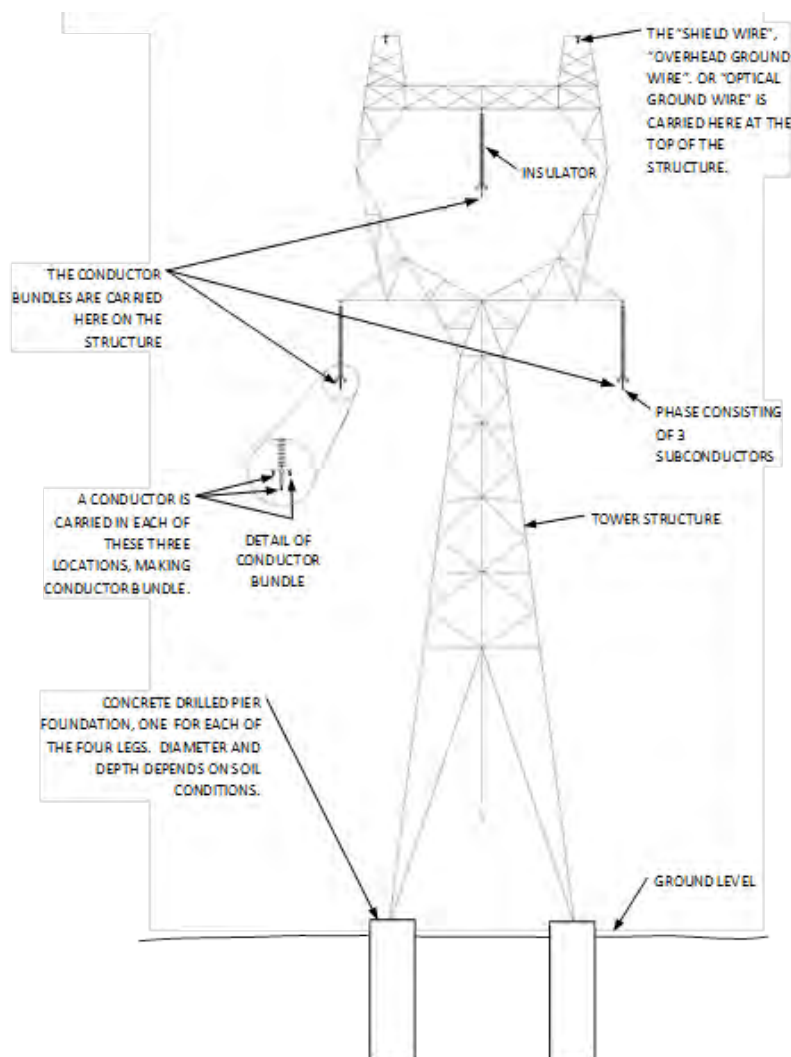 THE "SHIELD WIRE",
"OVERHEAD GROUND
WIRE". OR "OPTICAL
GROUND WIRE" IS
CARRIED HERE AT THE
TOP OF THE
STRUCTURE.
INSULATOR
THE CONDUCTOR
BUNDLES ARE CARRIED
HERE ON THE
STRUCTURE
PHASE CONSISTING
OF 3
SUBCONDUCTORS
A CONDUCTOR IS
CARRIED IN EACH OF
THESE THREE
LOCATIONS, MAKING
CONDUCTOR BUNDLE.
DETAIL OF
CONDUCTOR
BUNDLE
TOWER STRUCTURE
CONCRETE DRILLED PIER
FOUNDATION, ONE FOR EACH OF
THE FOUR LEGS. DIAMETER AND
DEPTH DEPENDS ON SOIL
CONDITIONS.
GROUND LEVEL